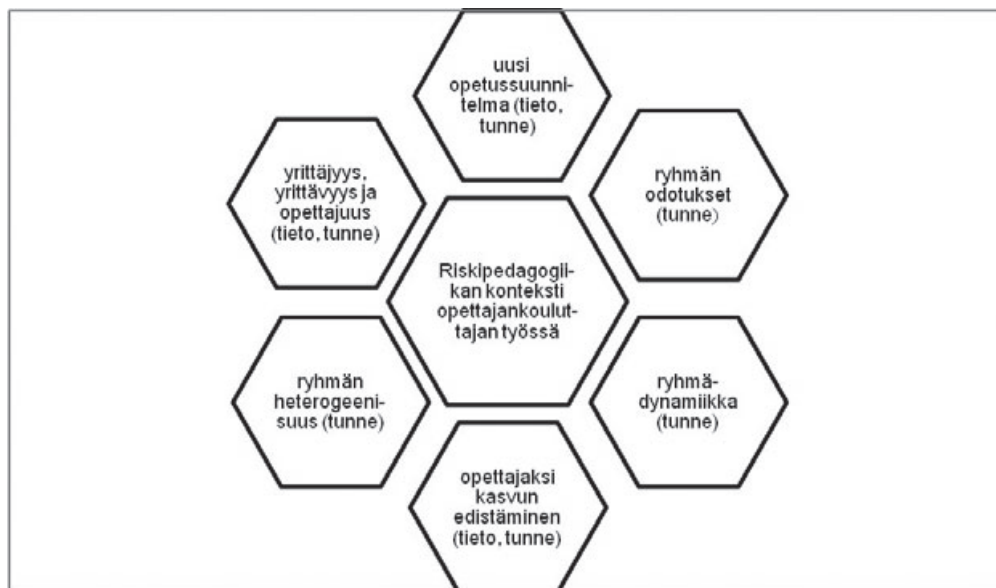 uusi
opetussuunni-
telma (tieto,
tunne)
yrittäjyys,
yrittävyys ja
opettajuus
(tieto, tunne)
ryhmän
odotukset
(tunne)
Riskipedagogii-
kan konteksti
opettajankoulut-
tajan työssä
ryhmän
heterogeeni-
suus (tunne)
ryhmä-
dynamiikka
(tunne)
opettajaksi
kasvun
edistäminen
(tieto, tunne)